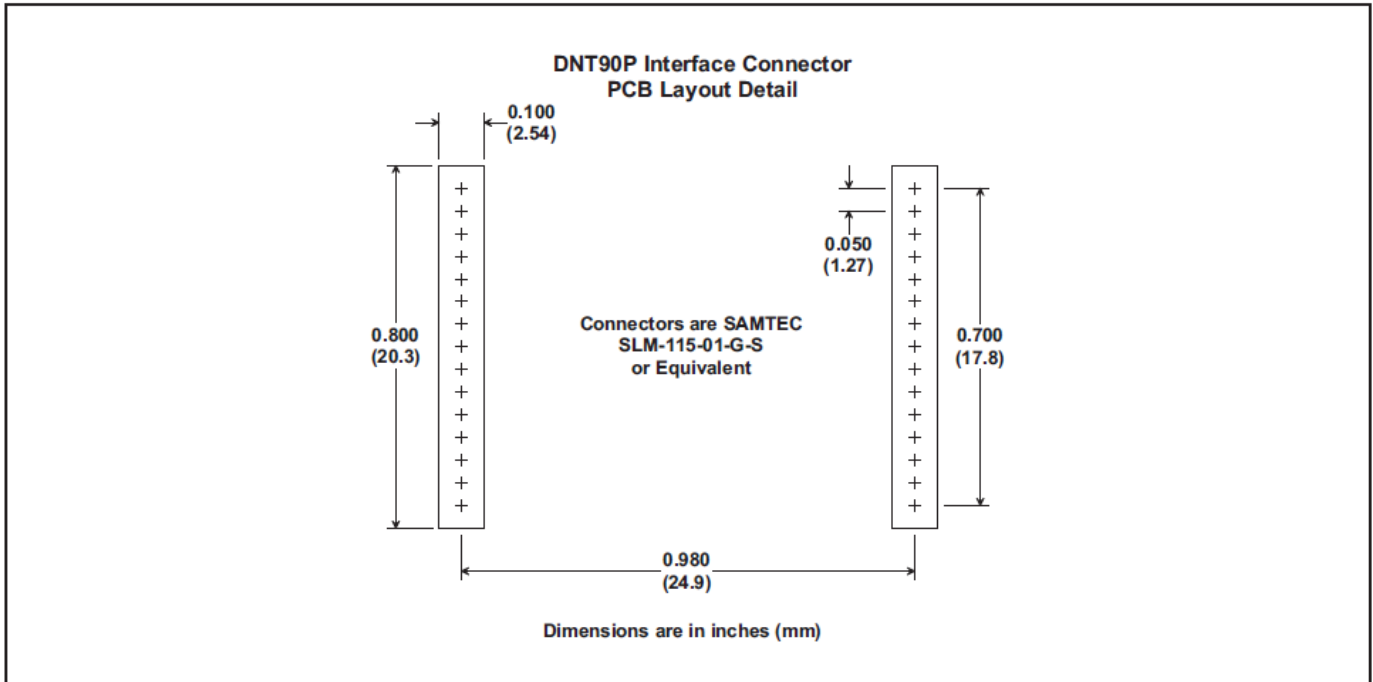 DNT90P Interface Connector
PCB Layout Detail
0.100
(2.54)
0.050
(1.27)
0.800
(20.3)
Connectors are SAMTEC
SLM-115-01-G-S
or Equivalent
0.700
(17.8)
0.980
(24.9)
Dimensions are in inches (mm)